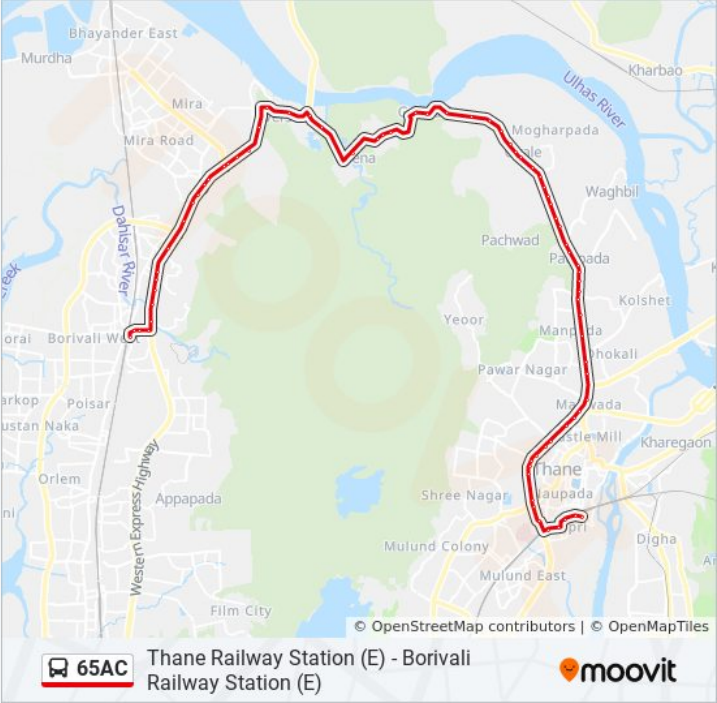 Bhayander East
Murdha
Kharbao
Mira
Ulhas River
Mira Road
Mogharpada
Waghbil
Dahisar River
Pachwad
Kolshet
Yeoor
Borivali West
Dhokali
Pawar Nagar
Poisar
Kharegaon
Thane
Orlem
Western Express Highway
Shree Nagar
Naupada
Appapada
Digha
Mulund Colony
Mulund East
Film City
© OpenStreetMap contributors | © OpenMapTiles
65AC
Thane Railway Station (E) - Borivali
Railway Station (E)
moovit